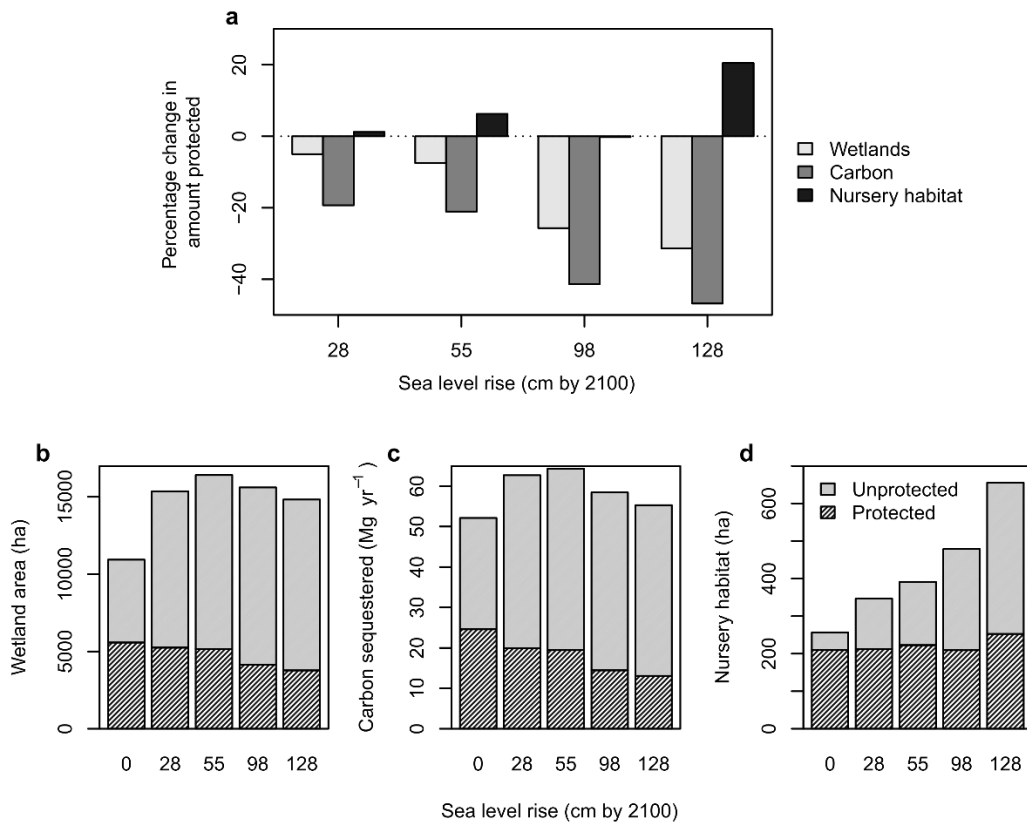 a
Percentage change in
amount protected
20
0
−20
−40
28 55 98 128
Sea level rise (cm by 2100)
Wetlands
Carbon
Nursery habitat
b
Wetland area (ha)
15000
10000
5000
0
0 28 55 98 128
c
Carbon sequestered (Mg yr⁻¹ )
60
50
40
30
20
10
0
0 28 55 98 128
Sea level rise (cm by 2100)
d
Nursery habitat (ha)
600
400
200
0
Unprotected
Protected
0 28 55 98 128